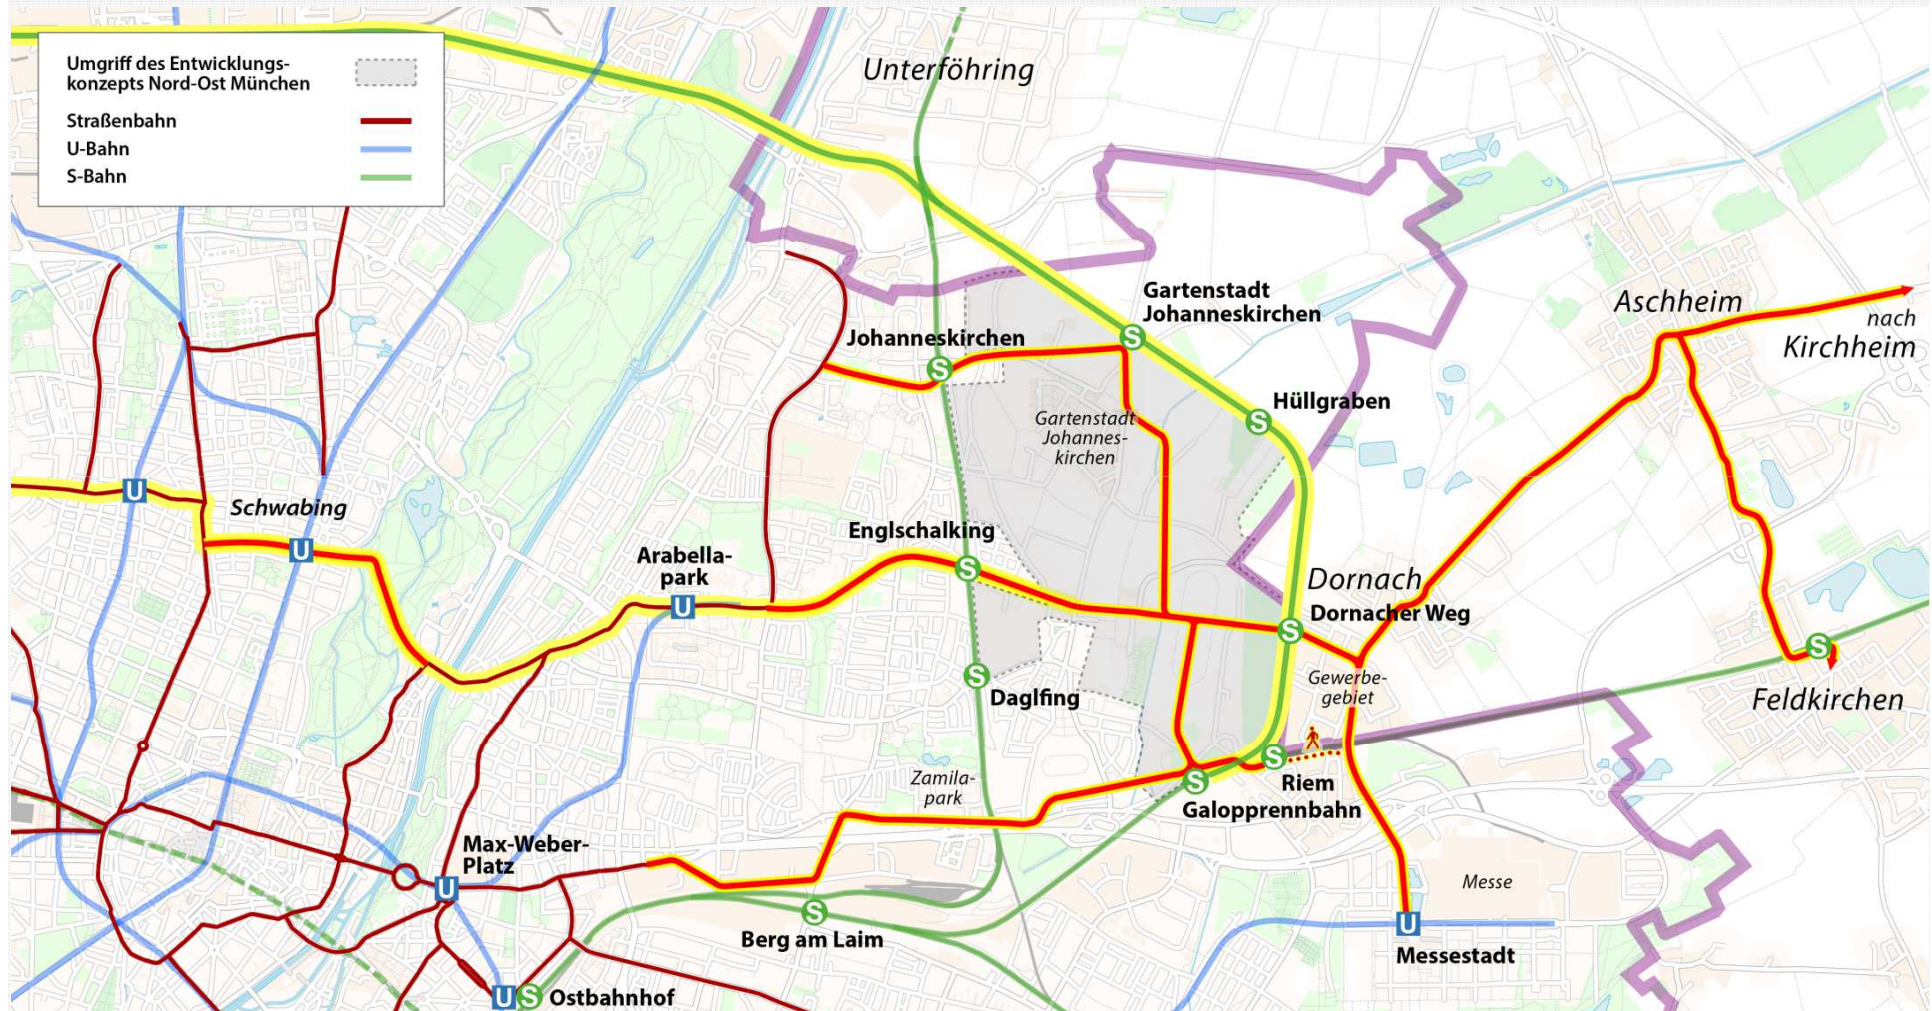 Umgriff des Entwicklungs-
konzepts Nord-Ost München
Straßenbahn
U-Bahn
S-Bahn
Unterföhring
Gartenstadt
Johanneskirchen
S
Johanneskirchen
S
Aschheim
nach
Kirchheim
Hüllgraben
S
Gartenstadt
Johannes-
kirchen
U
Schwabing
U
Arabella-
park
U
Englschalking
S
Dornach
Dornacher Weg
S
Daglfing
S
Gewerbe-
gebiet
S
Feldkirchen
Zamila-
park
S
Riem
S
Galopprennbahn
Max-Weber-
Platz
U
Messe
S
Berg am Laim
U
Messestadt
U S Ostbahnhof